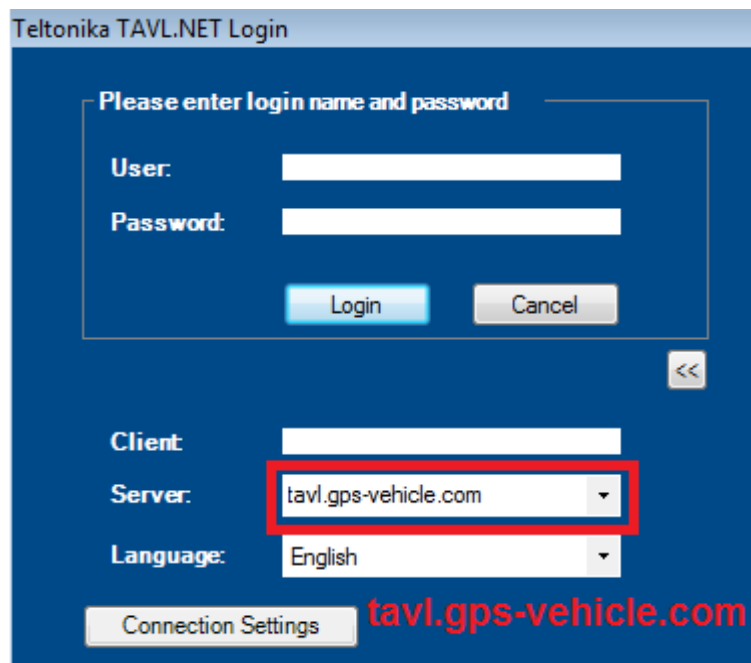 Teltonika TAVL.NET Login
Please enter login name and password
User:
Password:
Login Cancel
<<
Client:
Server: tavl.gps-vehicle.com
Language: English
Connection Settings tavl.gps-vehicle.com